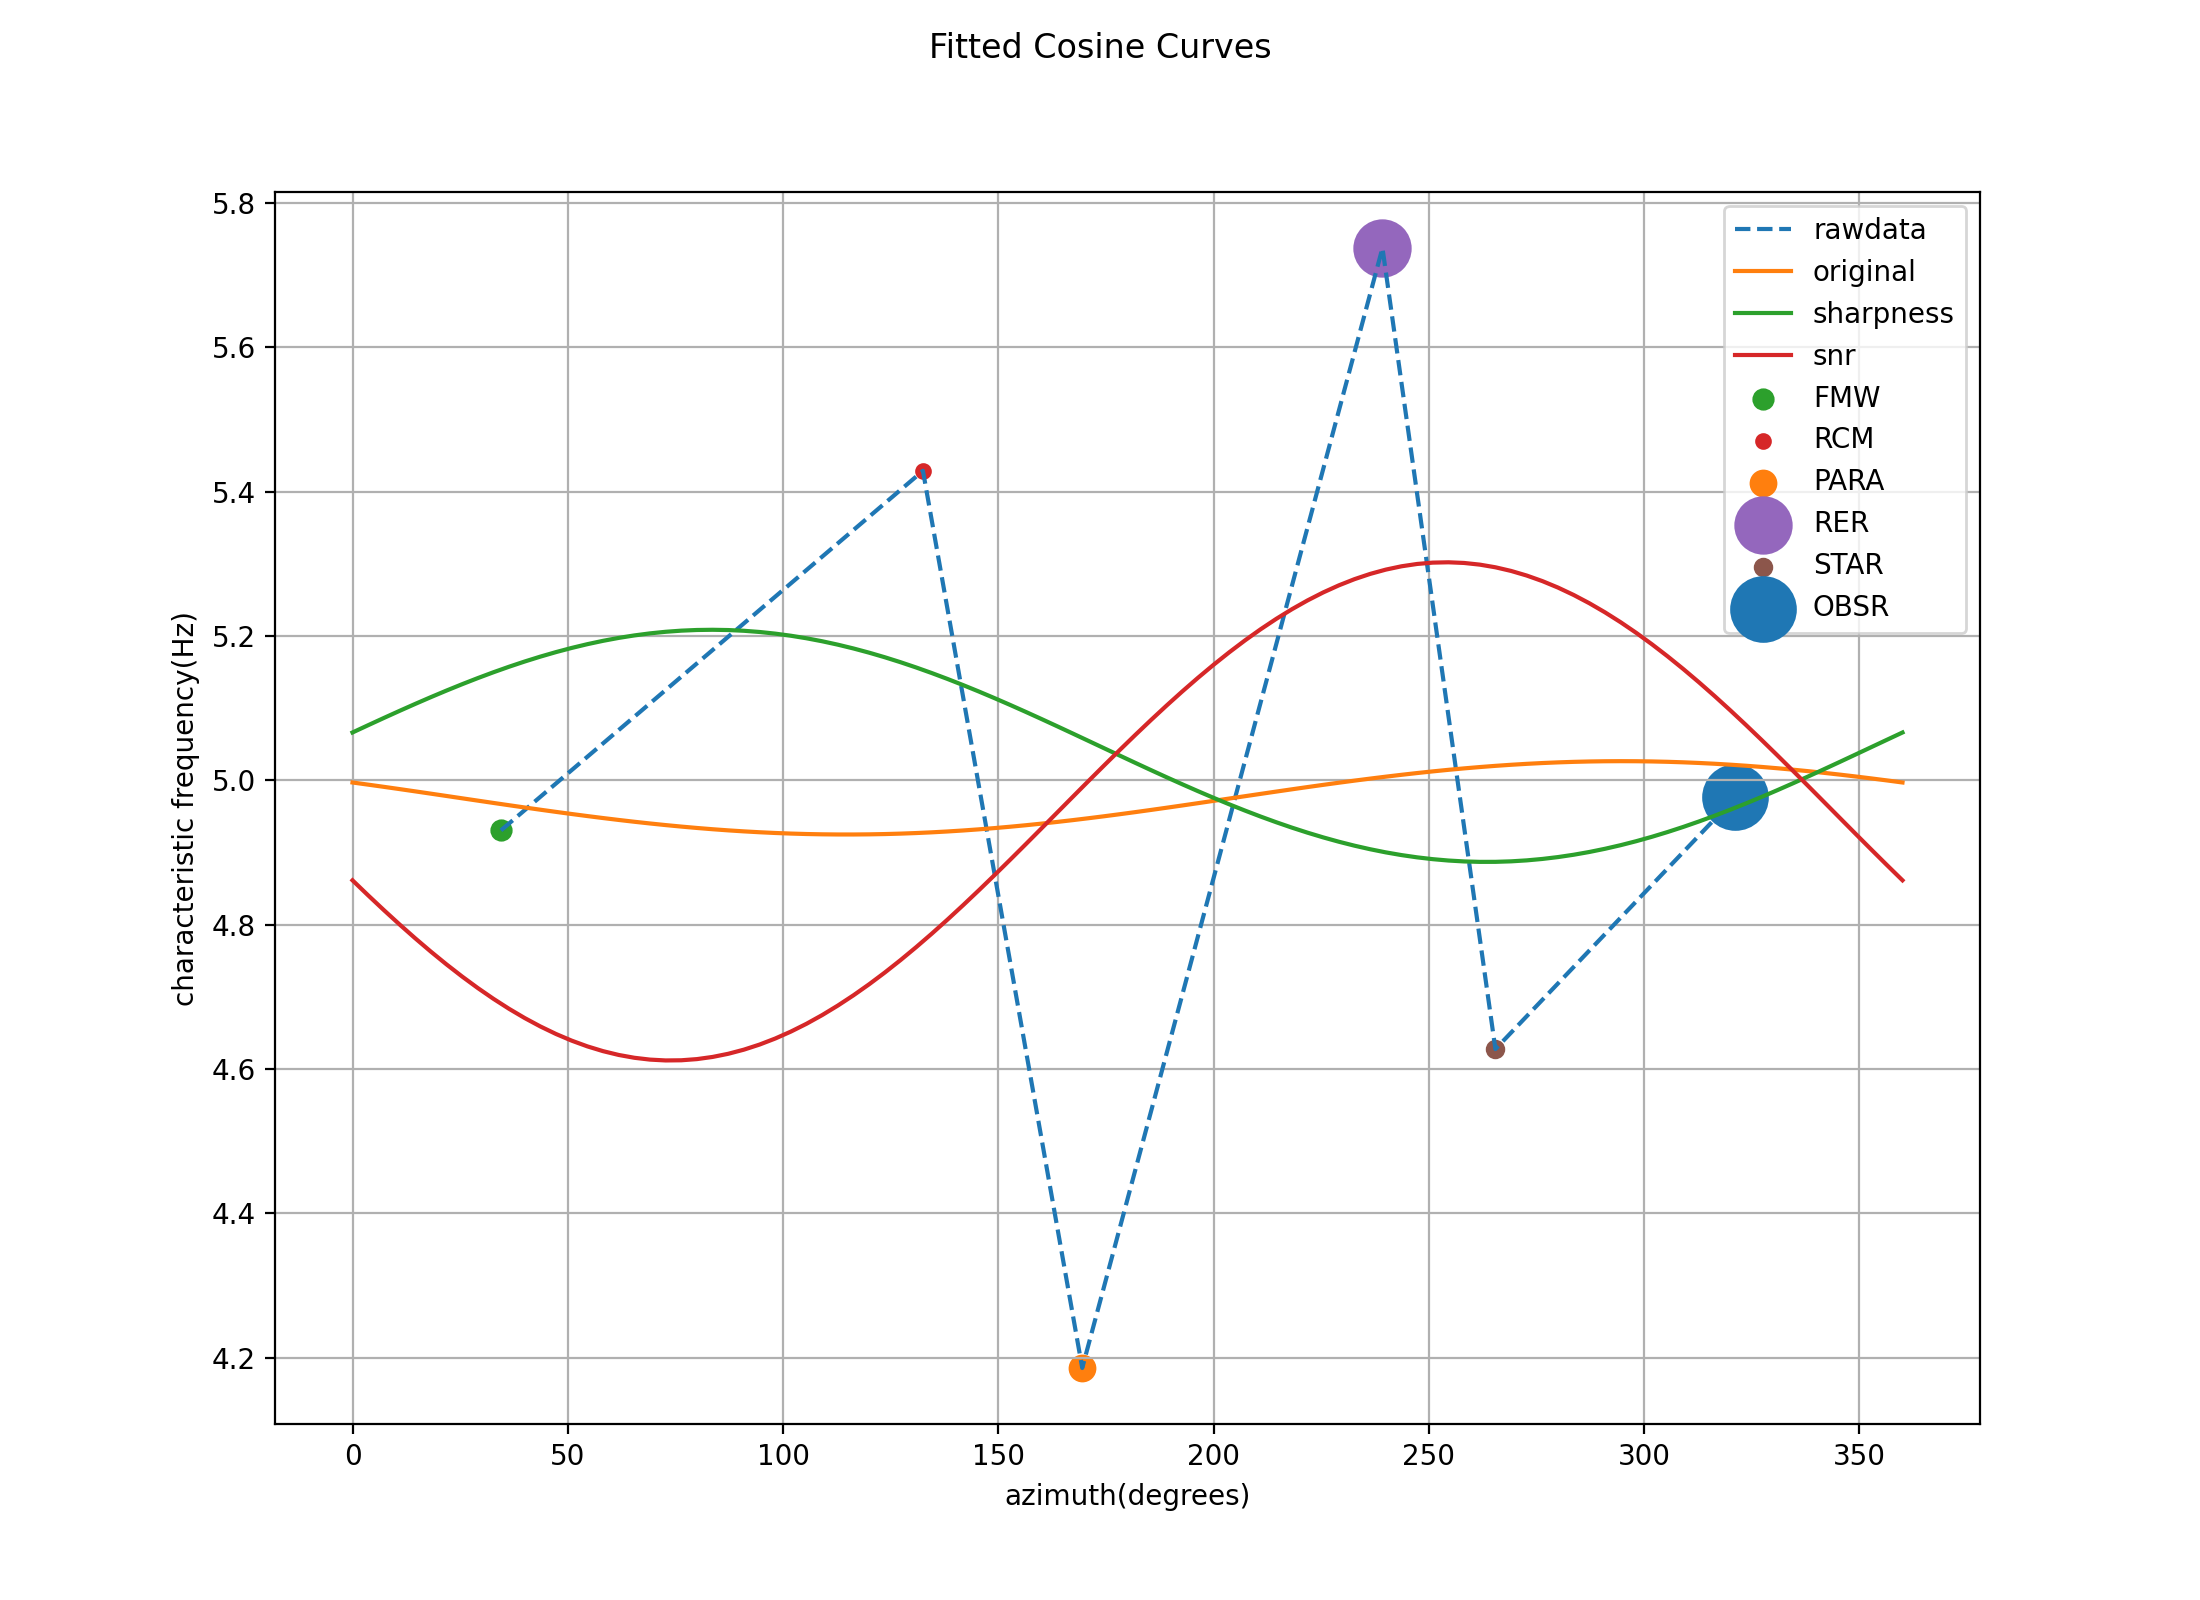 Fitted Cosine Curves
5.8
5.6
5.4
5.2
5.0
4.8
4.6
4.4
4.2
characteristic frequency(Hz)
rawdata
original
sharpness
snr
FMW
RCM
PARA
RER
STAR
OBSR
0 50 100 150 200 250 300 350
azimuth(degrees)